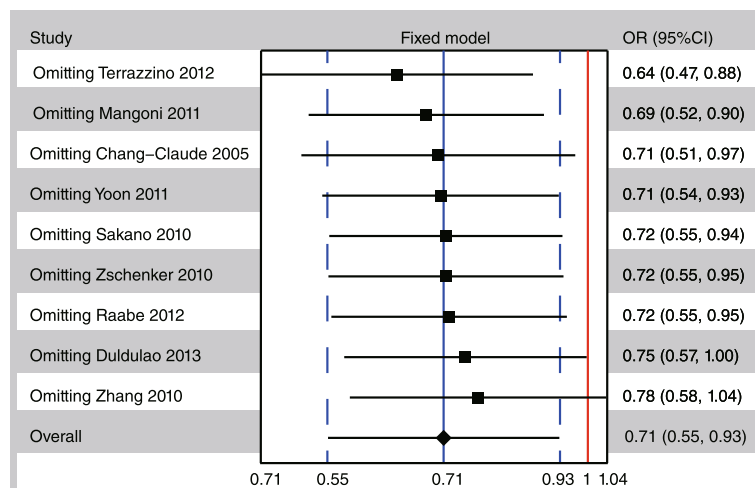 Study Fixed model OR (95%CI)
Omitting Terrazzino 2012 0.64 (0.47, 0.88)
Omitting Mangoni 2011 0.69 (0.52, 0.90)
Omitting Chang–Claude 2005 0.71 (0.51, 0.97)
Omitting Yoon 2011 0.71 (0.54, 0.93)
Omitting Sakano 2010 0.72 (0.55, 0.94)
Omitting Zschenker 2010 0.72 (0.55, 0.95)
Omitting Raabe 2012 0.72 (0.55, 0.95)
Omitting Duldulao 2013 0.75 (0.57, 1.00)
Omitting Zhang 2010 0.78 (0.58, 1.04)
Overall 0.71 (0.55, 0.93)
0.71 0.55 0.71 0.93 1 1.04